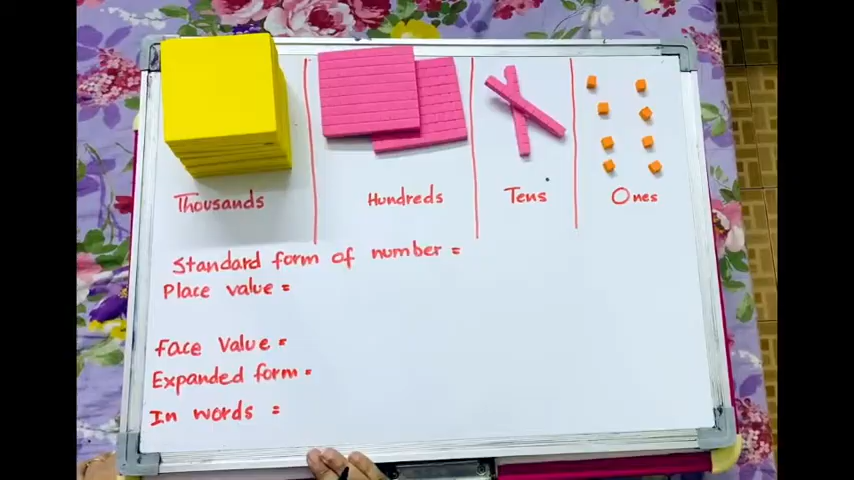 Thousands Hundreds Tens Ones
Standard form of number =
Place value =
Face Value =
Expanded form =
In words =